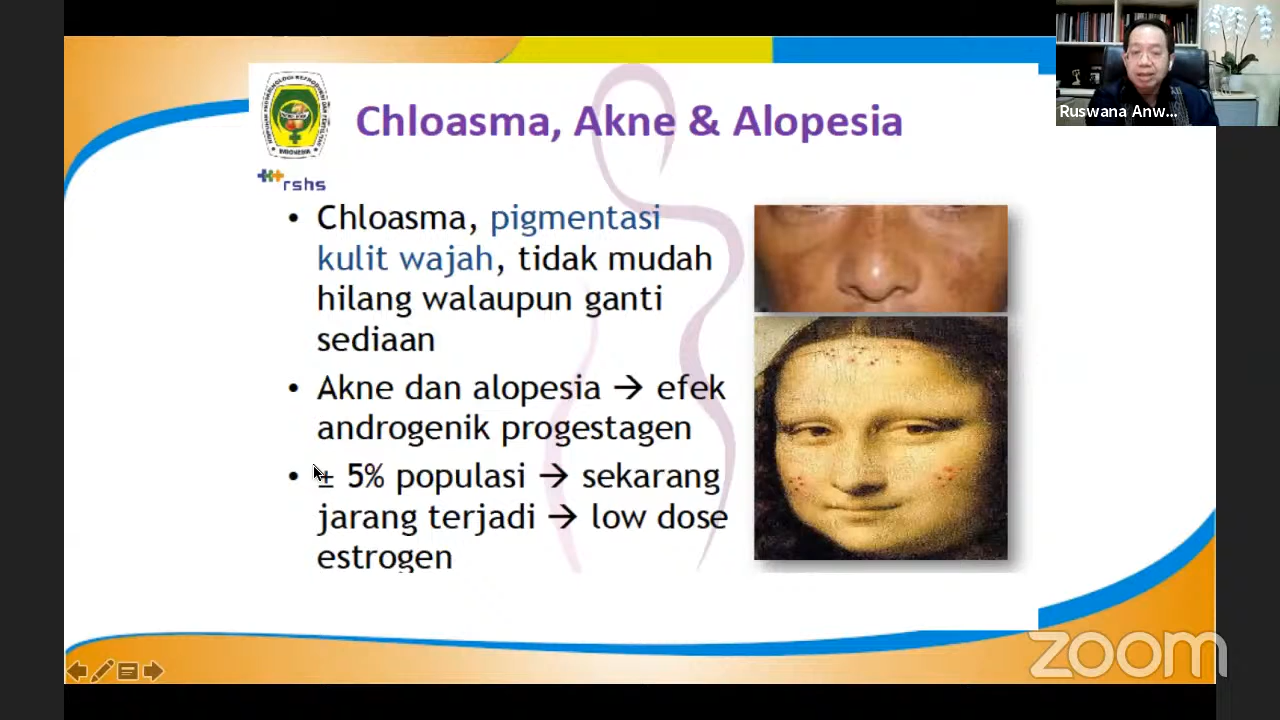 Chloasma, Akne & Alopesia
Ruswana Anw...
INDONESIA
rshs
• Chloasma, pigmentasi
kulit wajah, tidak mudah
hilang walaupun ganti
sediaan
• Akne dan alopesia → efek
androgenik progestagen
• ± 5% populasi → sekarang
jarang terjadi → low dose
estrogen
zoom